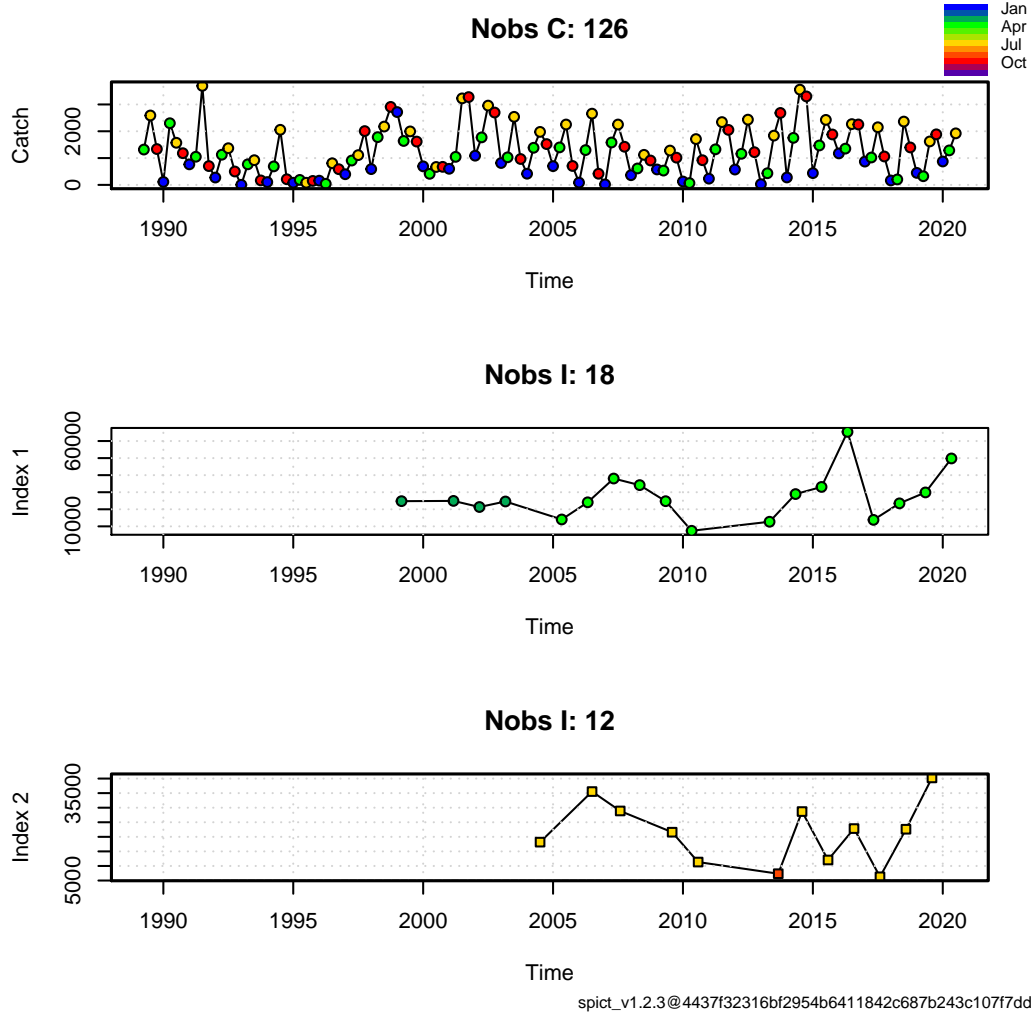 Nobs C: 126
Jan
Apr
Jul
Oct
Catch
0
2000
1990
1995
2000
2005
2010
2015
2020
Time
Nobs I: 18
Index 1
10000
60000
1990
1995
2000
2005
2010
2015
2020
Time
Nobs I: 12
Index 2
5000
35000
1990
1995
2000
2005
2010
2015
2020
Time
spict_v1.2.3@4437f32316bf2954b6411842c687b243c107f7dd